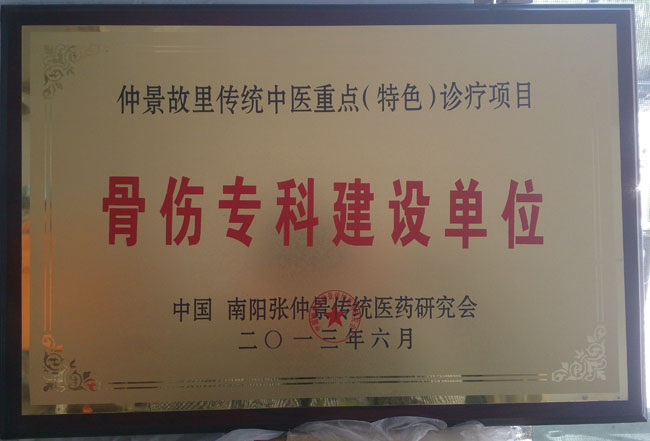 仲景故里传统中医重点(特色)诊疗项目
骨伤专科建设单位
中国 南阳张仲景传统医药研究会
二〇一三年六月